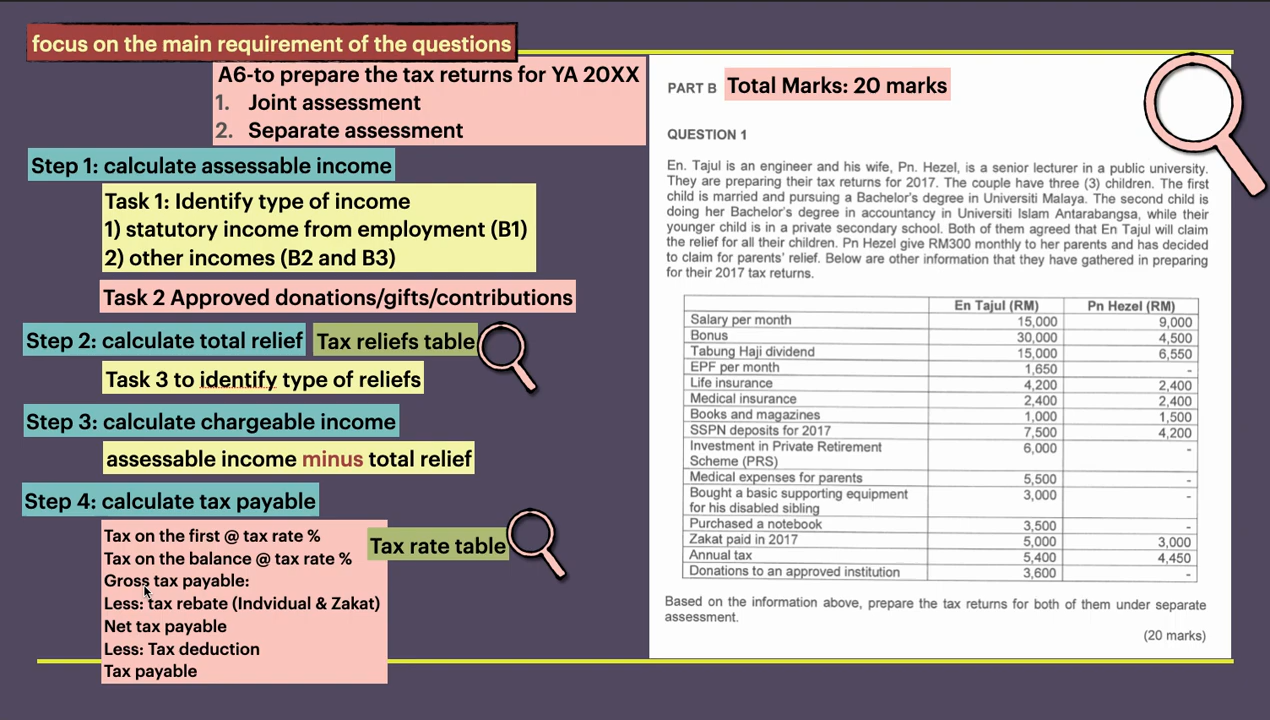 focus on the main requirement of the questions
A6-to prepare the tax returns for YA 20XX
1. Joint assessment
2. Separate assessment
Step 1: calculate assessable income
Task 1: Identify type of income
1) statutory income from employment (B1)
2) other incomes (B2 and B3)
Task 2 Approved donations/gifts/contributions
Step 2: calculate total relief Tax reliefs table
Task 3 to identify type of reliefs
Step 3: calculate chargeable income
assessable income minus total relief
Step 4: calculate tax payable
Tax on the first @ tax rate %
Tax rate table
Tax on the balance @ tax rate %
Gross tax payable:
Less: tax rebate (Indvidual & Zakat)
Net tax payable
Less: Tax deduction
Tax payable
PART B Total Marks: 20 marks
QUESTION 1
En. Tajul is an engineer and his wife, Pn. Hezel, is a senior lecturer in a public university.
They are preparing their tax returns for 2017. The couple have three (3) children. The first
child is married and pursuing a Bachelor's degree in Universiti Malaya. The second child is
doing her Bachelor's degree in accountancy in Universiti Islam Antarabangsa, while their
younger child is in a private secondary school. Both of them agreed that En Tajul will claim
the relief for all their children. Pn Hezel give RM300 monthly to her parents and has decided
to claim for parents' relief. Below are other information that they have gathered in preparing
for their 2017 tax returns.
En Tajul (RM) Pn Hezel (RM)
Salary per month 15,000 9,000
Bonus 30,000 4,500
Tabung Haji dividend 15,000 6,550
EPF per month 1,650 -
Life insurance 4,200 2,400
Medical insurance 2,400 2,400
Books and magazines 1,000 1,500
SSPN deposits for 2017 7,500 4,200
Investment in Private Retirement 6,000 -
Scheme (PRS)
Medical expenses for parents 5,500 -
Bought a basic supporting equipment 3,000 -
for his disabled sibling
Purchased a notebook 3,500 -
Zakat paid in 2017 5,000 3,000
Annual tax 5,400 4,450
Donations to an approved institution 3,600 -
Based on the information above, prepare the tax returns for both of them under separate
assessment.
(20 marks)